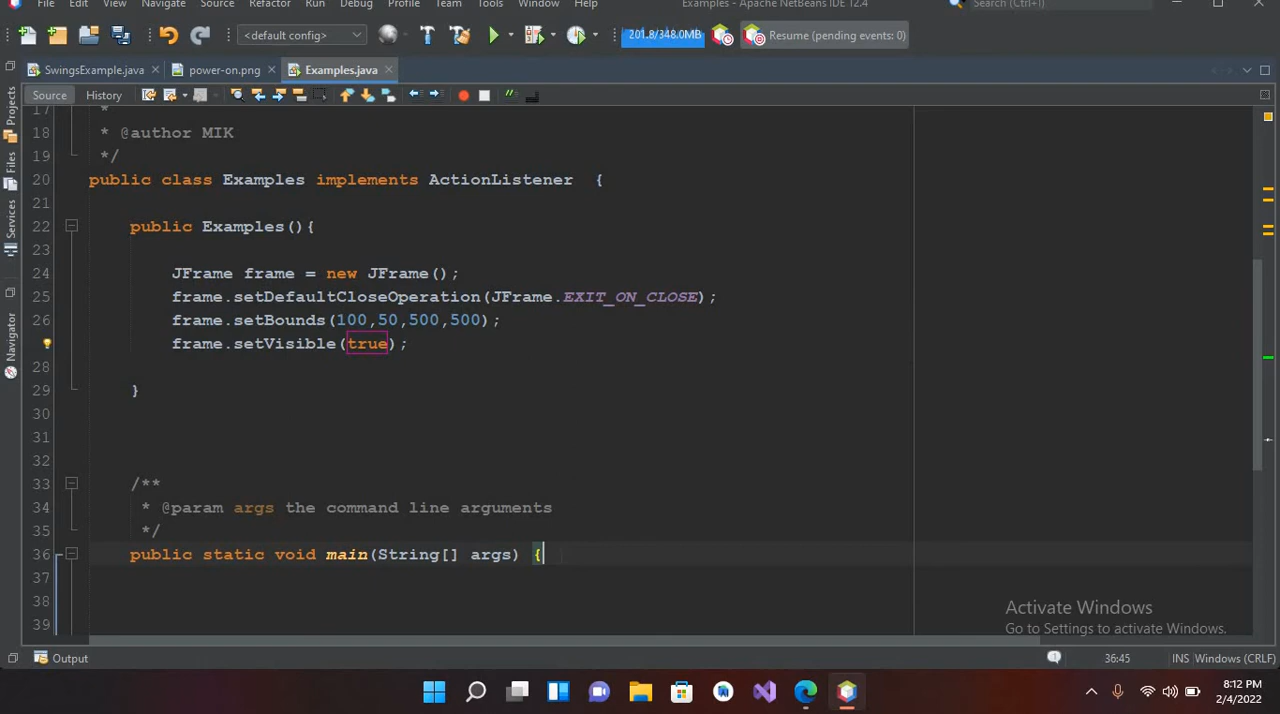 File Edit View Navigate Source Refactor Run Debug Profile Team Tools Window Help Examples - Apache NetBeans IDE 12.4 Search (Ctrl+I)
<default config> 201.8/348.0MB Resume (pending events: 0)
SwingsExample.java power-on.png Examples.java
Source History
Projects
Files
Services
Navigator
17 *
18 * @author MIK
19 */
20 public class Examples implements ActionListener {
21
22 public Examples(){
23
24 JFrame frame = new JFrame();
25 frame.setDefaultCloseOperation(JFrame.EXIT_ON_CLOSE);
26 frame.setBounds(100,50,500,500);
frame.setVisible(true);
28
29 }
30
31
32
33 /**
34 * @param args the command line arguments
35 */
36 public static void main(String[] args) {
37
38
39
Activate Windows
Go to Settings to activate Windows.
Output 36:45 INS Windows (CRLF)
8:12 PM
2/4/2022